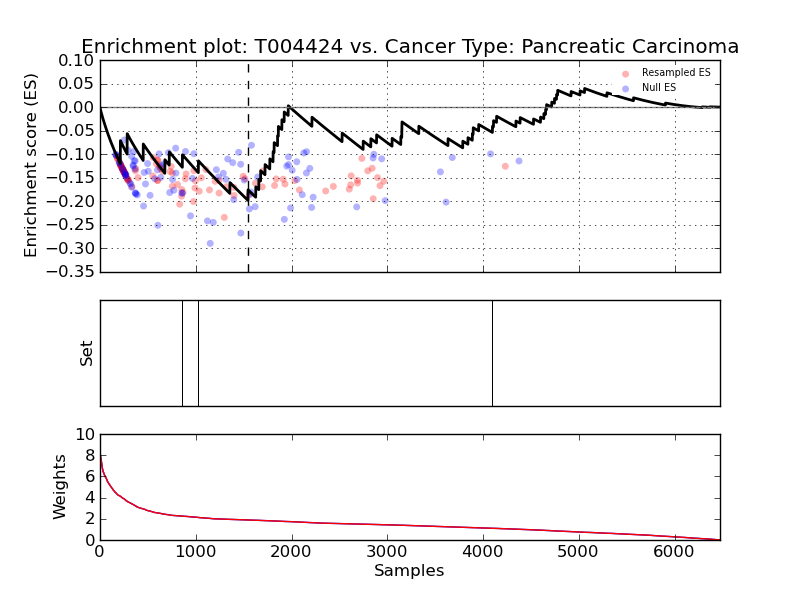 Enrichment plot: T004424 vs. Cancer Type: Pancreatic Carcinoma
Enrichment score (ES)
0.10
0.05
0.00
−0.05
−0.10
−0.15
−0.20
−0.25
−0.30
−0.35
Resampled ES
Null ES
Set
Weights
10
8
6
4
2
0
0 1000 2000 3000 4000 5000 6000
Samples